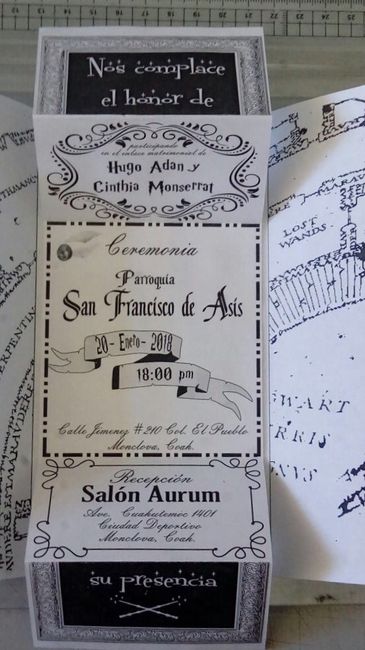 Nos complace
el honor de
participando
en el enlace matrimonial de
Hugo Adan y
Cinthia Monserrat
Ceremonia
Parroquia
San Francisco de Asis
20- Enero- 2018
18:00 pm
Calle Jimenez #210 Col. El Pueblo
Monclova, Coah.
Recepción
Salón Aurum
Ave. Cuahutemoc 1401
Ciudad Deportivo
Monclova, Coah.
su presencia
LOST
WANDS